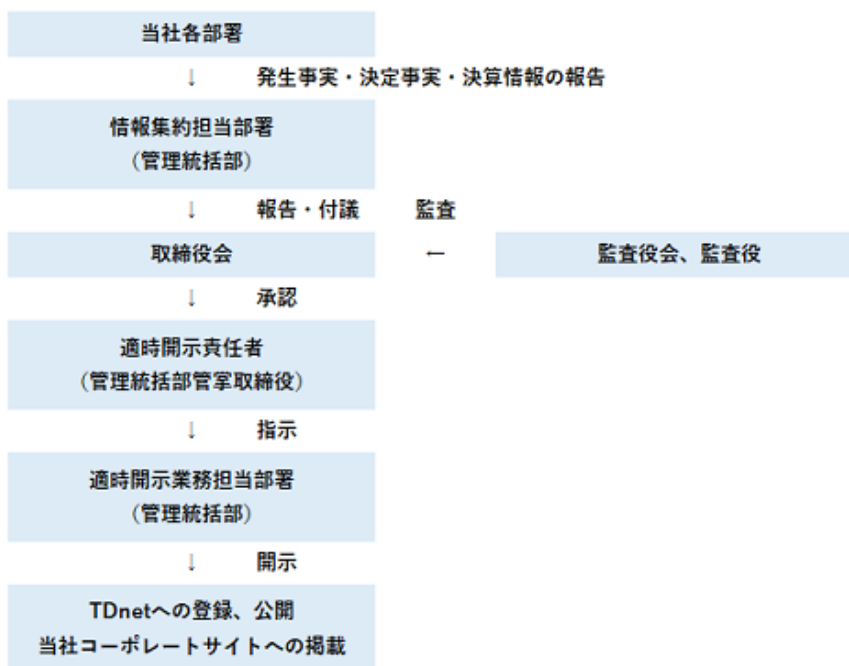 当社各部署
↓ 発生事実・決定事実・決算情報の報告
情報集約担当部署
（管理統括部）
↓ 報告・付議 監査
取締役会 ← 監査役会、監査役
↓ 承認
適時開示責任者
（管理統括部管掌取締役）
↓ 指示
適時開示業務担当部署
（管理統括部）
↓ 開示
TDnetへの登録、公開
当社コーポレートサイトへの掲載